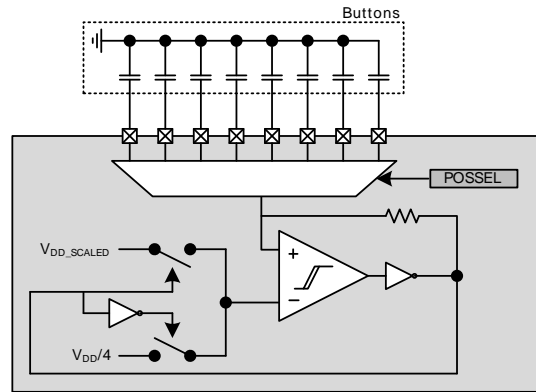 Buttons
POSSEL
V_DD_SCALED
+
−
V_DD/4